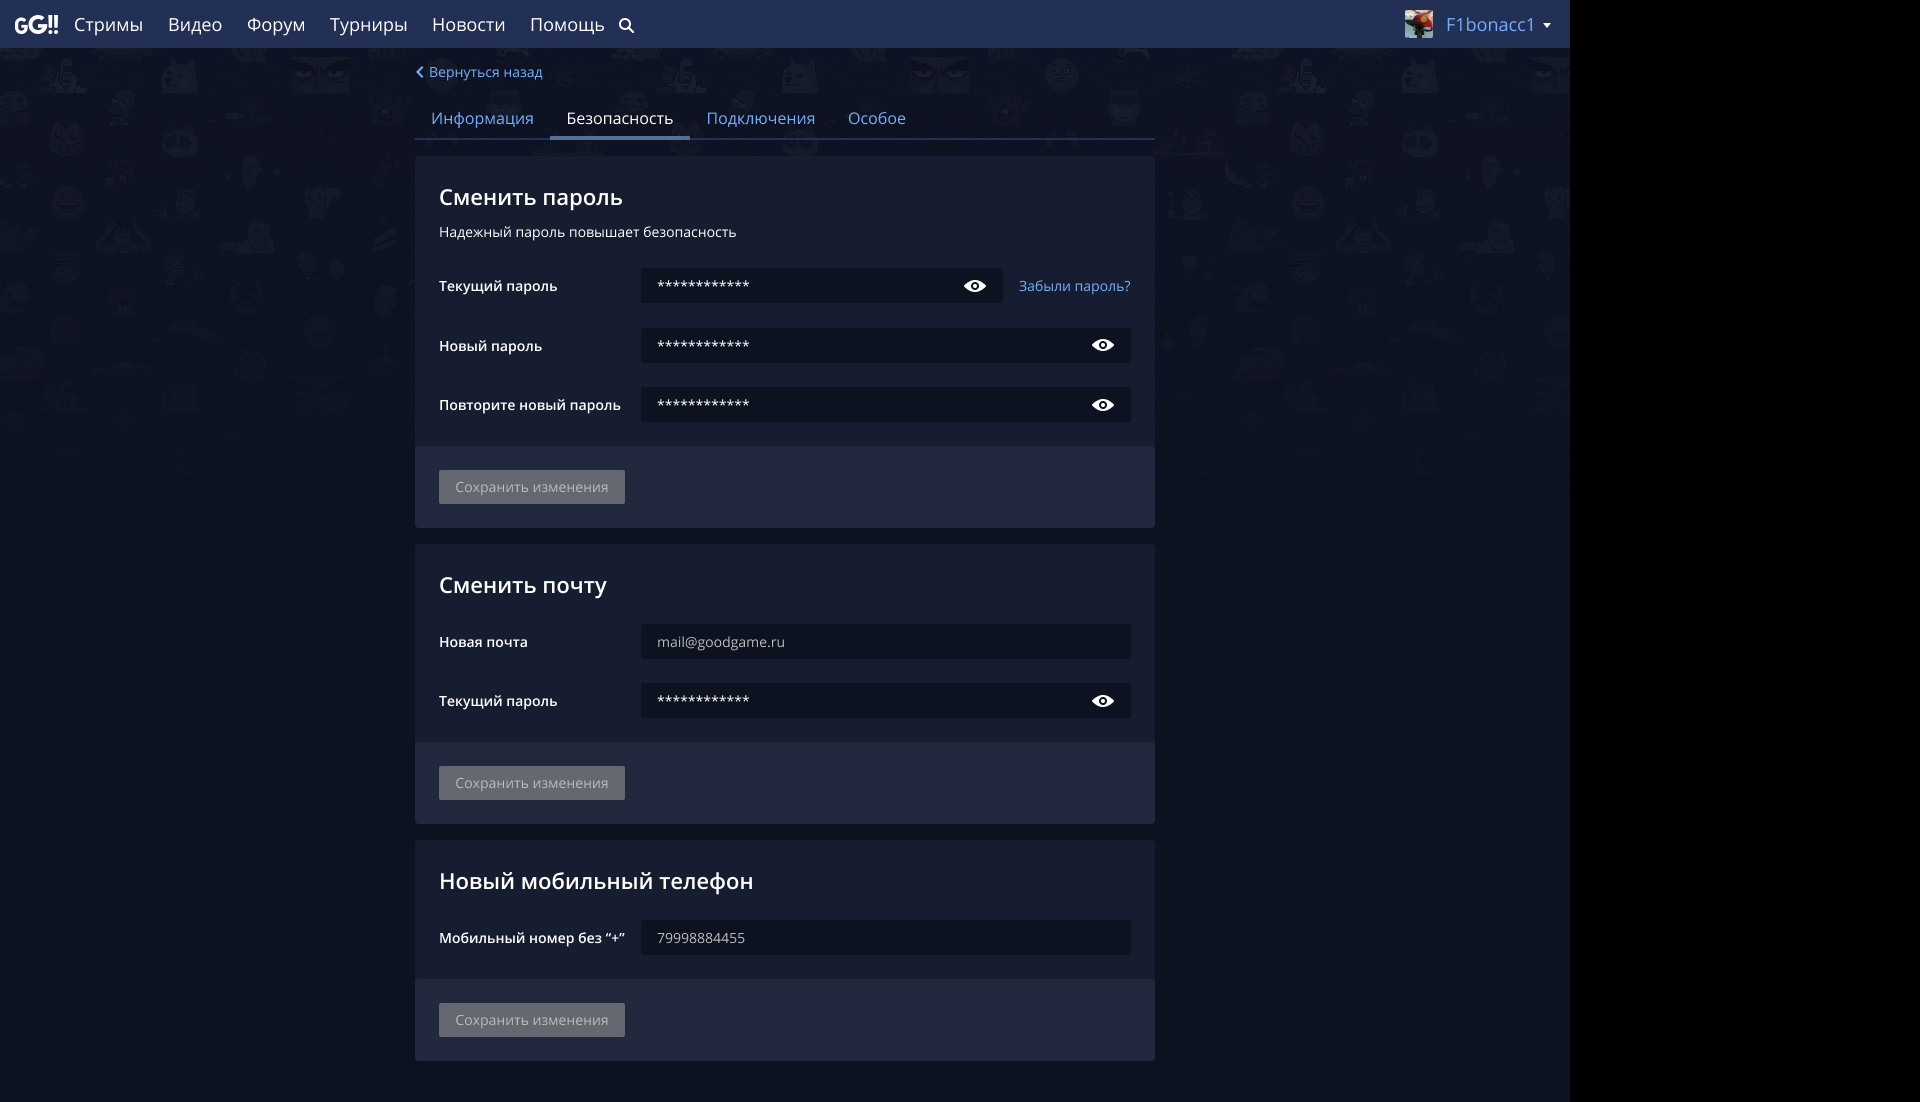 GG!! Стримы Видео Форум Турниры Новости Помощь F1bonacc1
Вернуться назад
Информация Безопасность Подключения Особое
Сменить пароль
Надежный пароль повышает безопасность
Текущий пароль ************ Забыли пароль?
Новый пароль ************
Повторите новый пароль ************
Сохранить изменения
Сменить почту
Новая почта mail@goodgame.ru
Текущий пароль ************
Сохранить изменения
Новый мобильный телефон
Мобильный номер без “+” 79998884455
Сохранить изменения